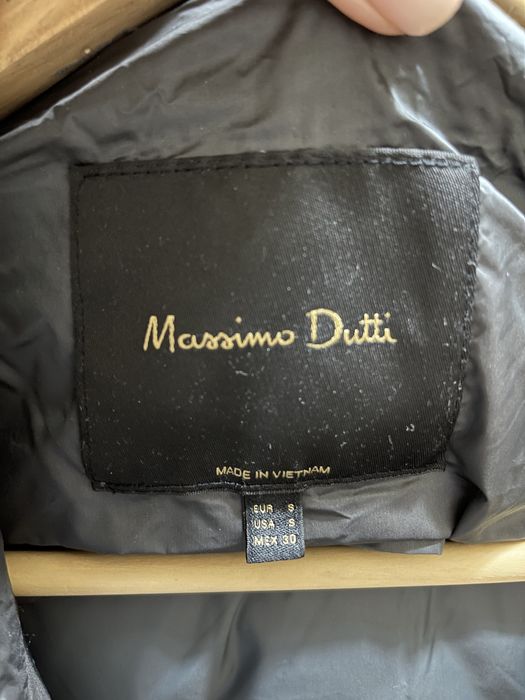 Massimo Dutti
MADE IN VIETNAM
EUR S
USA S
MEX 30